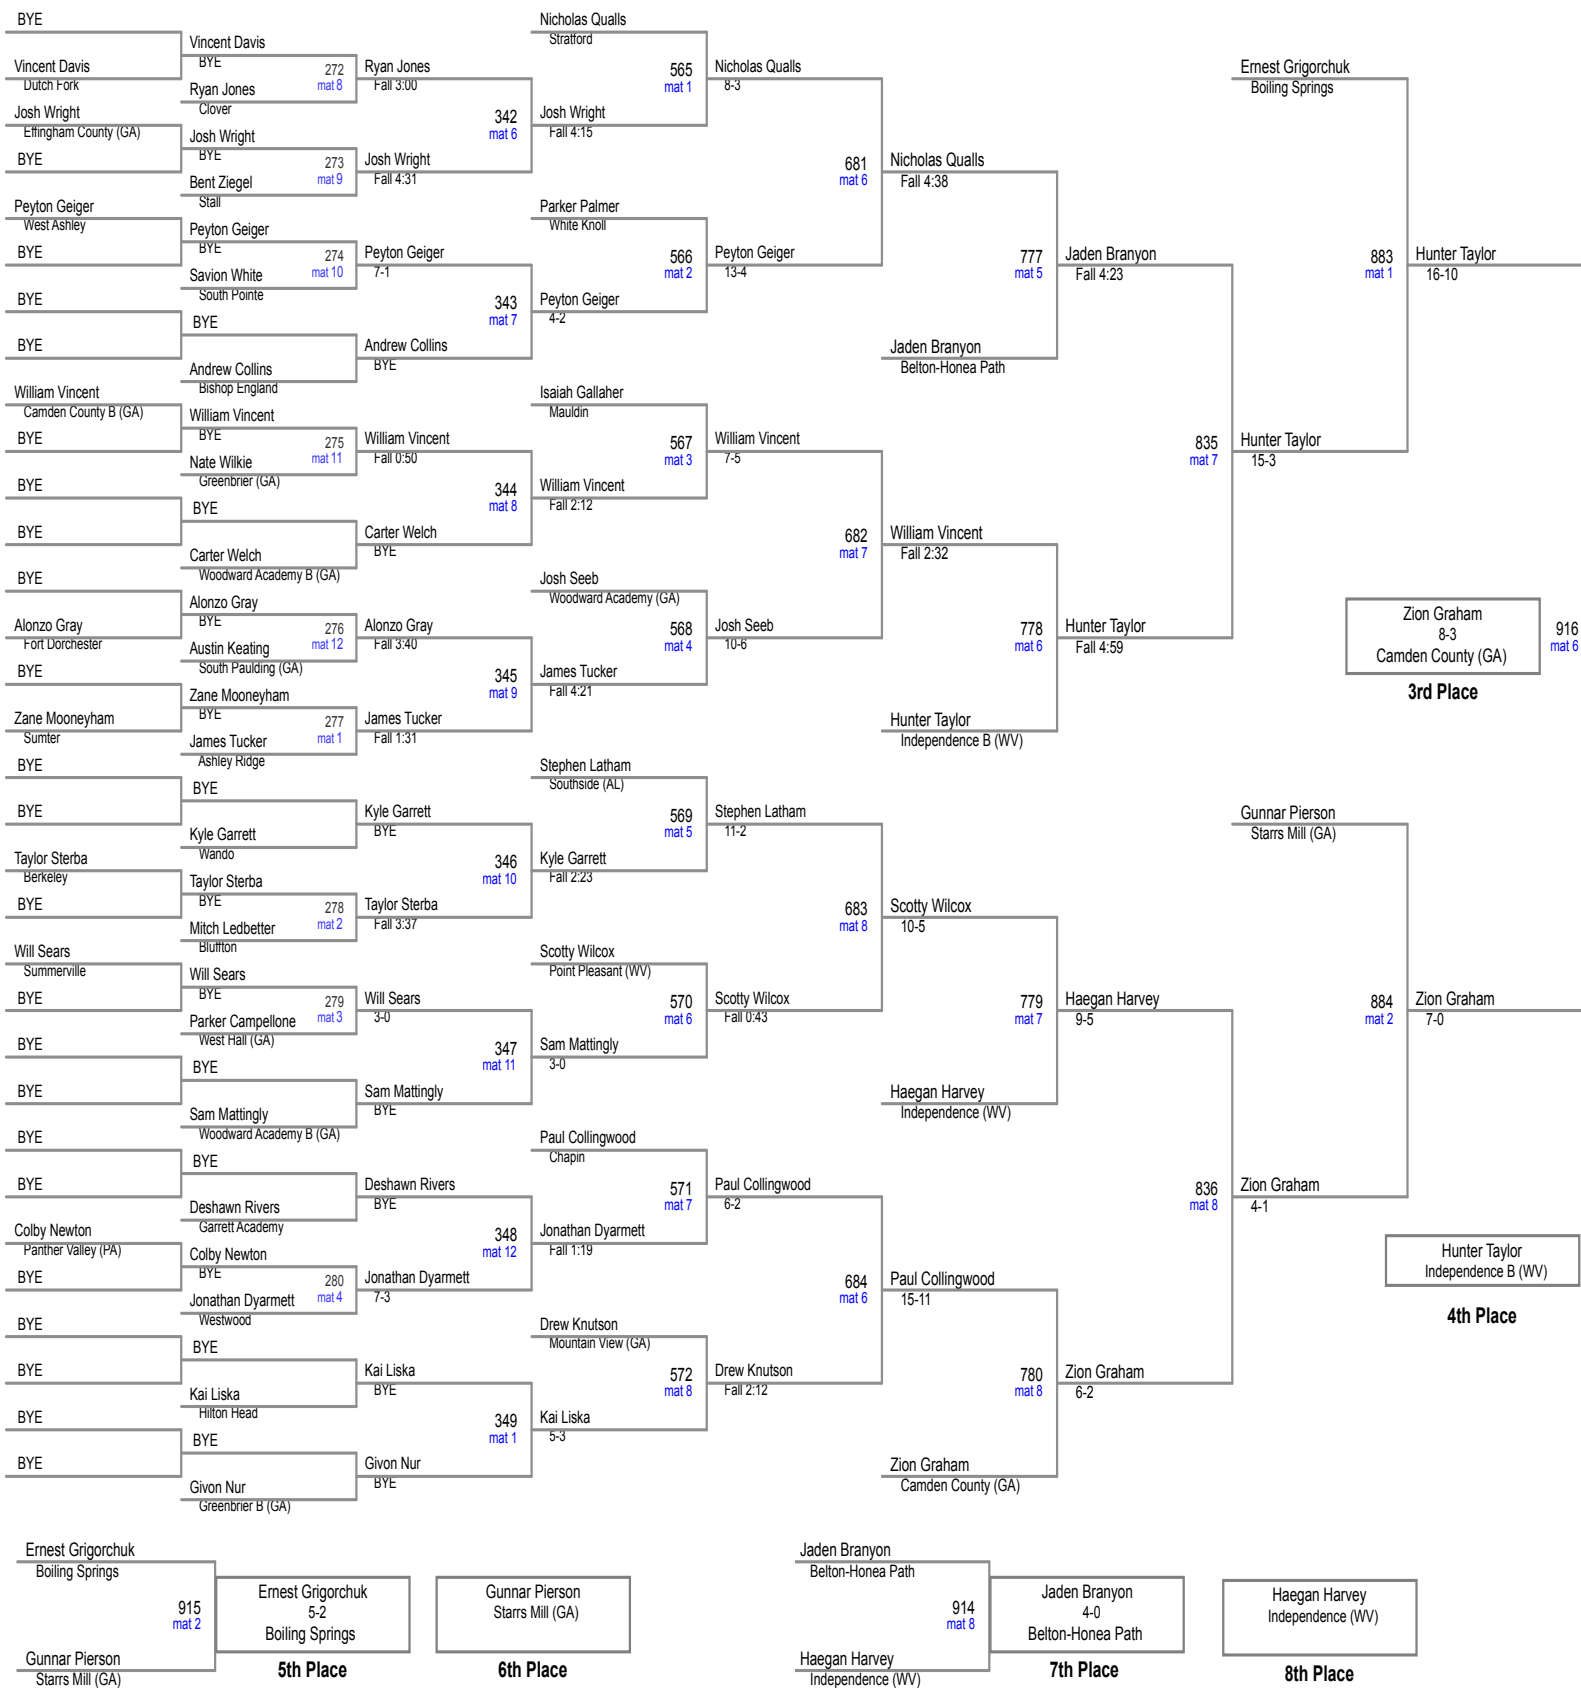 BYE
Vincent Davis
Dutch Fork
Josh Wright
Effingham County (GA)
BYE
Peyton Geiger
West Ashley
BYE
BYE
BYE
William Vincent
Camden County B (GA)
BYE
BYE
BYE
BYE
Alonzo Gray
Fort Dorchester
BYE
Zane Mooneyham
Sumter
BYE
BYE
Taylor Sterba
Berkeley
BYE
Will Sears
Summerville
BYE
BYE
BYE
BYE
BYE
Colby Newton
Panther Valley (PA)
BYE
BYE
BYE
BYE
BYE
Vincent Davis
BYE
272
mat 8
Ryan Jones
Clover
Josh Wright
BYE
273
mat 9
Bent Ziegel
Stall
Peyton Geiger
BYE
274
mat 10
Savion White
South Pointe
BYE
Andrew Collins
Bishop England
William Vincent
BYE
275
mat 11
Nate Wilkie
Greenbrier (GA)
BYE
Carter Welch
Woodward Academy B (GA)
Alonzo Gray
BYE
276
mat 12
Austin Keating
South Paulding (GA)
Zane Mooneyham
BYE
277
mat 1
James Tucker
Ashley Ridge
BYE
Kyle Garrett
Wando
Taylor Sterba
BYE
278
mat 2
Mitch Ledbetter
Bluffton
Will Sears
BYE
279
mat 3
Parker Campellone
West Hall (GA)
BYE
Sam Mattingly
Woodward Academy B (GA)
BYE
Deshawn Rivers
Garrett Academy
Colby Newton
BYE
280
mat 4
Jonathan Dyarmett
Westwood
BYE
Kai Liska
Hilton Head
BYE
Givon Nur
Greenbrier B (GA)
Ryan Jones
Fall 3:00
342
mat 6
Josh Wright
Fall 4:31
Peyton Geiger
7-1
343
mat 7
Andrew Collins
BYE
William Vincent
Fall 0:50
344
mat 8
Carter Welch
BYE
Alonzo Gray
Fall 3:40
345
mat 9
James Tucker
Fall 1:31
Kyle Garrett
BYE
346
mat 10
Taylor Sterba
Fall 3:37
Will Sears
3-0
347
mat 11
Sam Mattingly
BYE
Deshawn Rivers
BYE
348
mat 12
Jonathan Dyarmett
7-3
Kai Liska
BYE
349
mat 1
Givon Nur
BYE
Nicholas Qualls
Stratford
565
mat 1
Josh Wright
Fall 4:15
Parker Palmer
White Knoll
566
mat 2
Peyton Geiger
4-2
Isaiah Gallaher
Mauldin
567
mat 3
William Vincent
Fall 2:12
Josh Seeb
Woodward Academy (GA)
568
mat 4
James Tucker
Fall 4:21
Stephen Latham
Southside (AL)
569
mat 5
Kyle Garrett
Fall 2:23
Scotty Wilcox
Point Pleasant (WV)
570
mat 6
Sam Mattingly
3-0
Paul Collingwood
Chapin
571
mat 7
Jonathan Dyarmett
Fall 1:19
Drew Knutson
Mountain View (GA)
572
mat 8
Kai Liska
5-3
Nicholas Qualls
8-3
681
mat 6
Peyton Geiger
13-4
William Vincent
7-5
682
mat 7
Josh Seeb
10-6
Stephen Latham
11-2
683
mat 8
Scotty Wilcox
Fall 0:43
Paul Collingwood
6-2
684
mat 6
Drew Knutson
Fall 2:12
Nicholas Qualls
Fall 4:38
777
mat 5
Jaden Branyon
Belton-Honea Path
William Vincent
Fall 2:32
778
mat 6
Hunter Taylor
Independence B (WV)
Scotty Wilcox
10-5
779
mat 7
Haegan Harvey
Independence (WV)
Paul Collingwood
15-11
780
mat 8
Zion Graham
Camden County (GA)
Jaden Branyon
Fall 4:23
835
mat 7
Hunter Taylor
Fall 4:59
Haegan Harvey
9-5
836
mat 8
Zion Graham
6-2
Ernest Grigorchuk
Boiling Springs
883
mat 1
Hunter Taylor
15-3
Gunnar Pierson
Starrs Mill (GA)
884
mat 2
Zion Graham
4-1
Hunter Taylor
16-10
Zion Graham
8-3
Camden County (GA)
916
mat 6
3rd Place
Zion Graham
7-0
Hunter Taylor
Independence B (WV)
4th Place
Ernest Grigorchuk
Boiling Springs
915
mat 2
Gunnar Pierson
Starrs Mill (GA)
Ernest Grigorchuk
5-2
Boiling Springs
5th Place
Gunnar Pierson
Starrs Mill (GA)
6th Place
Jaden Branyon
Belton-Honea Path
914
mat 8
Haegan Harvey
Independence (WV)
Jaden Branyon
4-0
Belton-Honea Path
7th Place
Haegan Harvey
Independence (WV)
8th Place